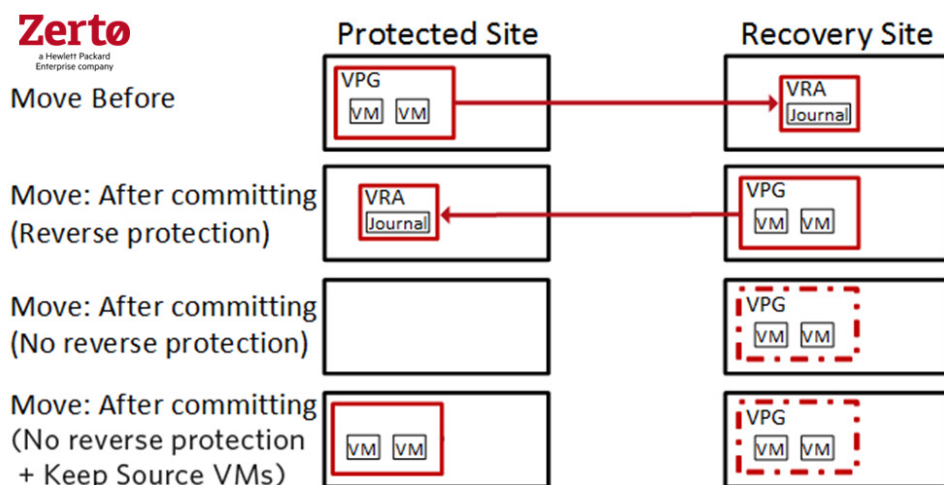 Zertø
a Hewlett Packard
Enterprise company
Protected Site
Recovery Site
Move Before
VPG
VM VM
VRA
Journal
Move: After committing
(Reverse protection)
VRA
Journal
VPG
VM VM
Move: After committing
(No reverse protection)
VPG
VM VM
Move: After committing
(No reverse protection
+ Keep Source VMs)
VM VM
VPG
VM VM